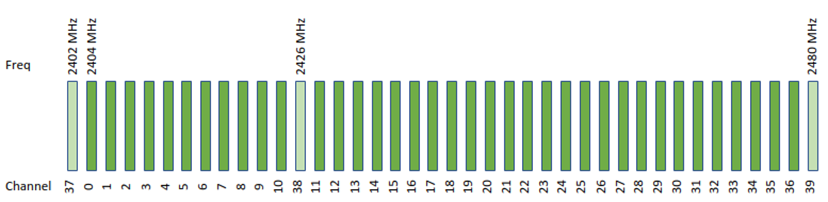 2402 MHz 2404 MHz 2426 MHz 2480 MHz
Freq
Channel 37 0 1 2 3 4 5 6 7 8 9 10 38 11 12 13 14 15 16 17 18 19 20 21 22 23 24 25 26 27 28 29 30 31 32 33 34 35 36 39